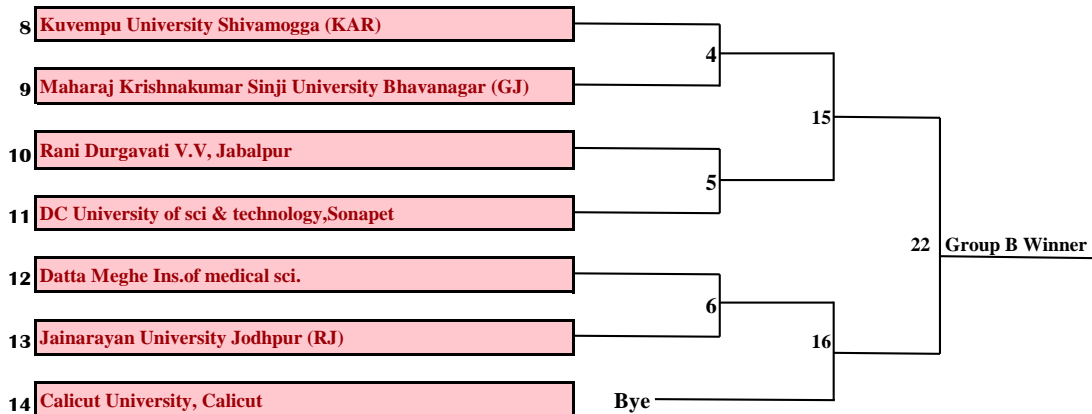 8 Kuvempu University Shivamogga (KAR)
4
9 Maharaj Krishnakumar Sinji University Bhavanagar (GJ)
15
10 Rani Durgavati V.V, Jabalpur
5
11 DC University of sci & technology,Sonapet
22 Group B Winner
12 Datta Meghe Ins.of medical sci.
6
13 Jainarayan University Jodhpur (RJ)
16
14 Calicut University, Calicut
Bye